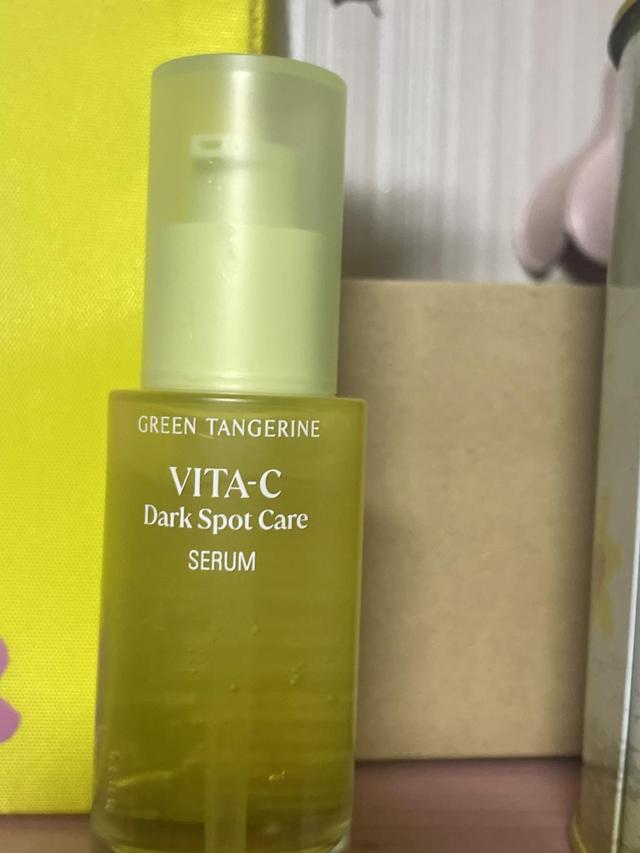 GREEN TANGERINE
VITA-C
Dark Spot Care
SERUM